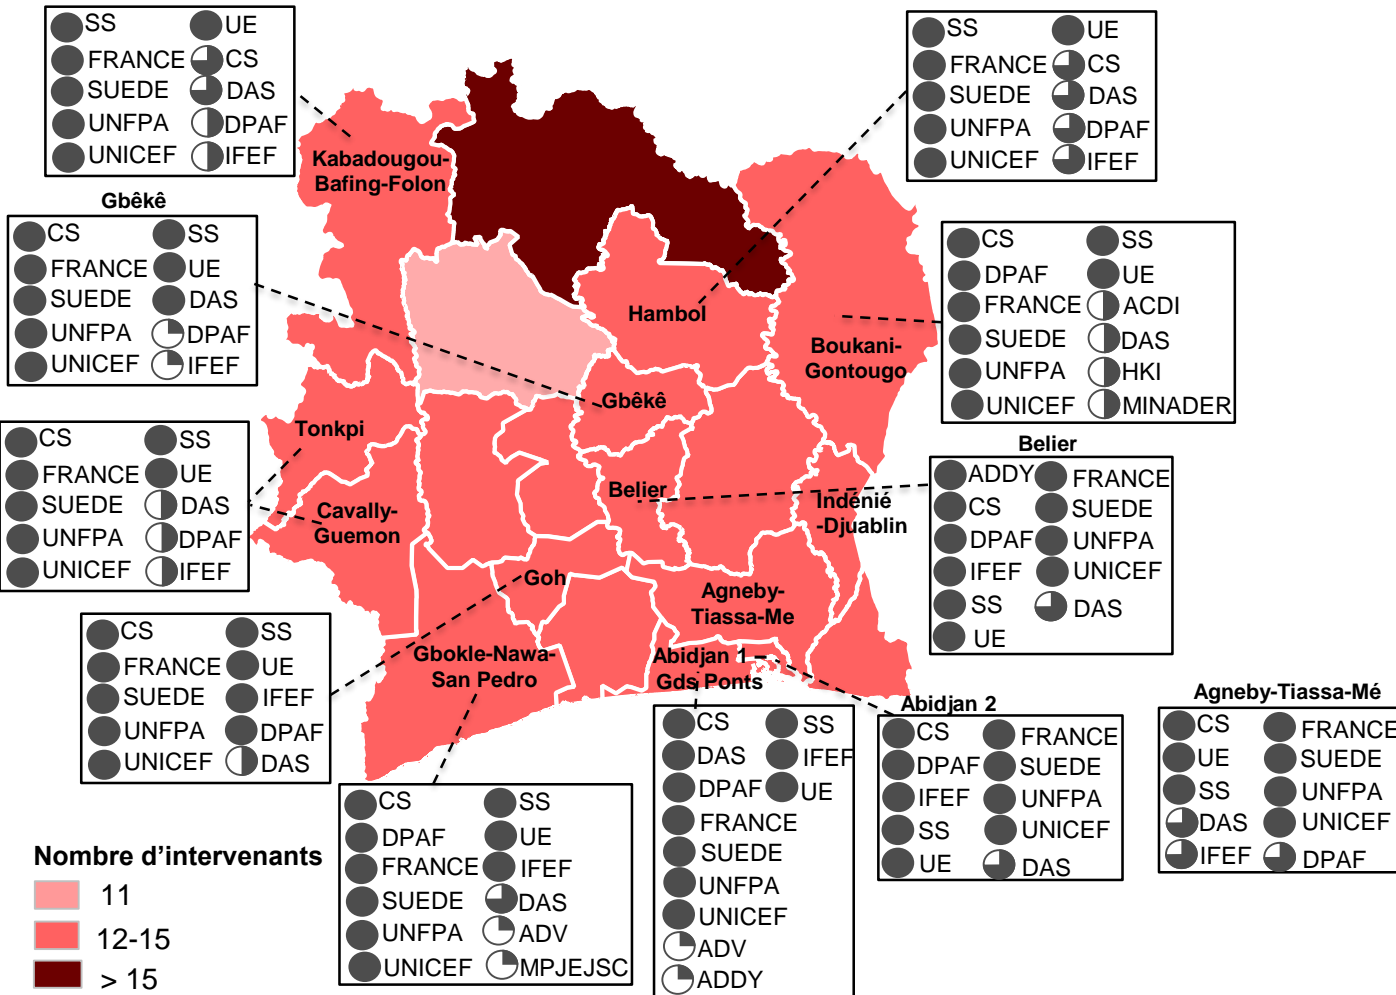 SS UE
FRANCE CS
SUEDE DAS
UNFPA DPAF
UNICEF IFEF
SS UE
FRANCE CS
SUEDE DAS
UNFPA DPAF
UNICEF IFEF
Kabadougou-
Bafing-Folon
Gbêkê
CS SS
FRANCE UE
SUEDE DAS
UNFPA DPAF
UNICEF IFEF
Hambol
Boukani-
Gontougo
CS SS
DPAF UE
FRANCE ACDI
SUEDE DAS
UNFPA HKI
UNICEF MINADER
Gbêkê
Tonkpi
CS SS
FRANCE UE
SUEDE DAS
UNFPA DPAF
UNICEF IFEF
Cavally-
Guemon
Belier
Indénié
-Djuablin
Belier
ADDY FRANCE
CS SUEDE
DPAF UNFPA
IFEF UNICEF
SS DAS
UE
Goh
Agneby-
Tiassa-Me
CS SS
FRANCE UE
SUEDE IFEF
UNFPA DPAF
UNICEF DAS
Gbokle-Nawa-
San Pedro
Abidjan 1
Gds Ponts
CS SS
DPAF UE
FRANCE IFEF
SUEDE DAS
UNFPA ADV
UNICEF MPJEJSC
CS SS
DAS IFEF
DPAF UE
FRANCE
SUEDE
UNFPA
UNICEF
ADV
ADDY
Abidjan 2
CS FRANCE
DPAF SUEDE
IFEF UNFPA
SS UNICEF
UE DAS
Agneby-Tiassa-Mé
CS FRANCE
UE SUEDE
SS UNFPA
DAS UNICEF
IFEF DPAF
Nombre d’intervenants
11
12-15
> 15